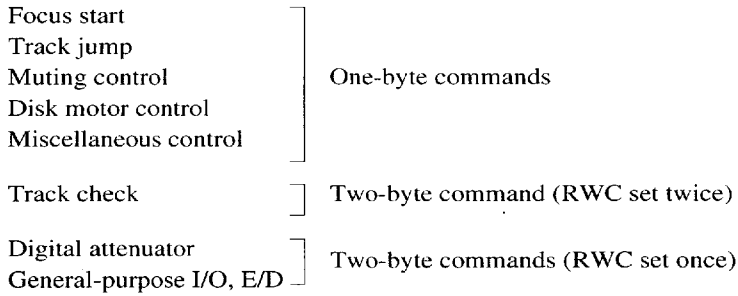 Focus start
Track jump
Muting control
Disk motor control
Miscellaneous control
One-byte commands
Track check
Two-byte command (RWC set twice)
Digital attenuator
General-purpose I/O, E/D
Two-byte commands (RWC set once)